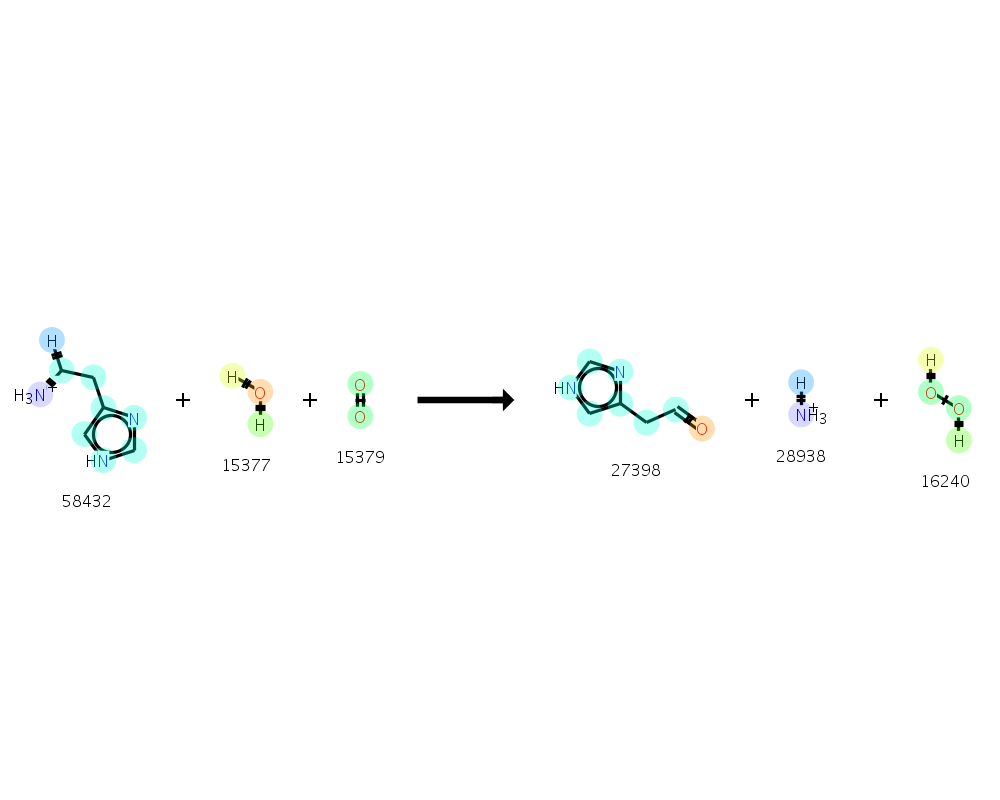 H
H3N+
N
HN
58432
+
H
O
H
15377
+
O
O
15379
N
HN
O
27398
+
H
NH3+
28938
+
H
O
O
H
16240